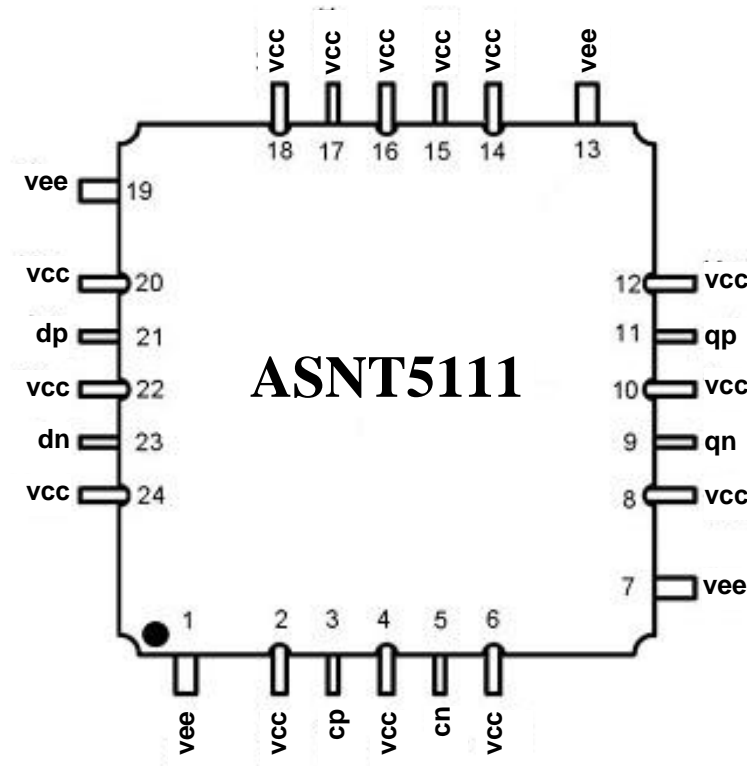 vcc vcc vcc vcc vcc vee
18 17 16 15 14 13
vee 19
vcc 20 12 vcc
dp 21 11 qp
ASNT5111
vcc 22 10 vcc
dn 23 9 qn
vcc 24 8 vcc
7 vee
1 2 3 4 5 6
vee vcc cp vcc cn vcc